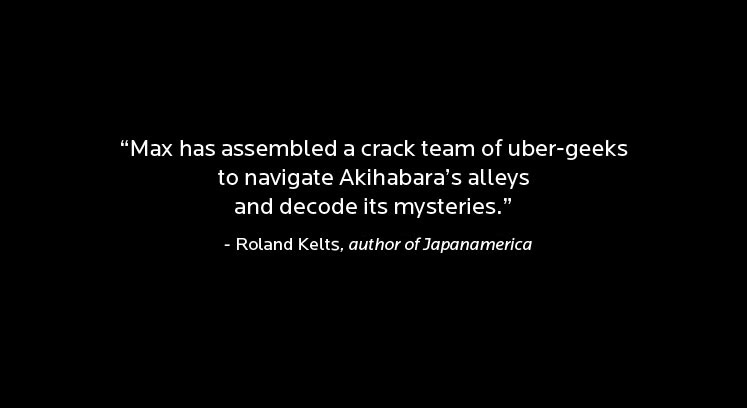 “Max has assembled a crack team of uber-geeks
to navigate Akihabara’s alleys
and decode its mysteries.”
- Roland Kelts, author of Japanamerica